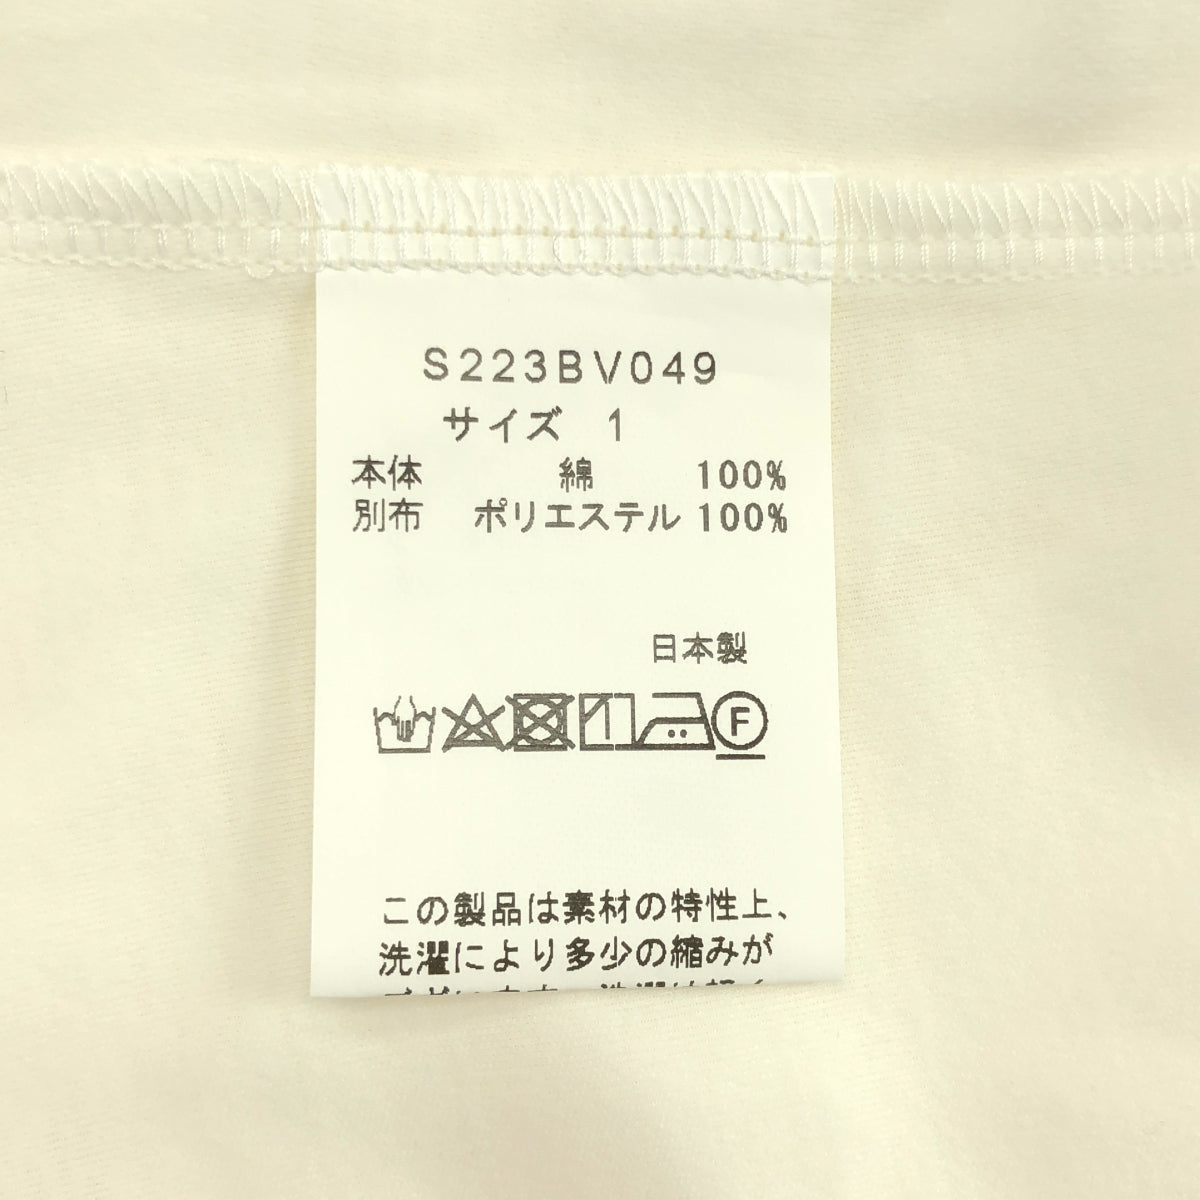 S223BV049
サイズ 1
本体 綿 100%
別布 ポリエステル 100%
日本製
F
この製品は素材の特性上、
洗濯により多少の縮みが